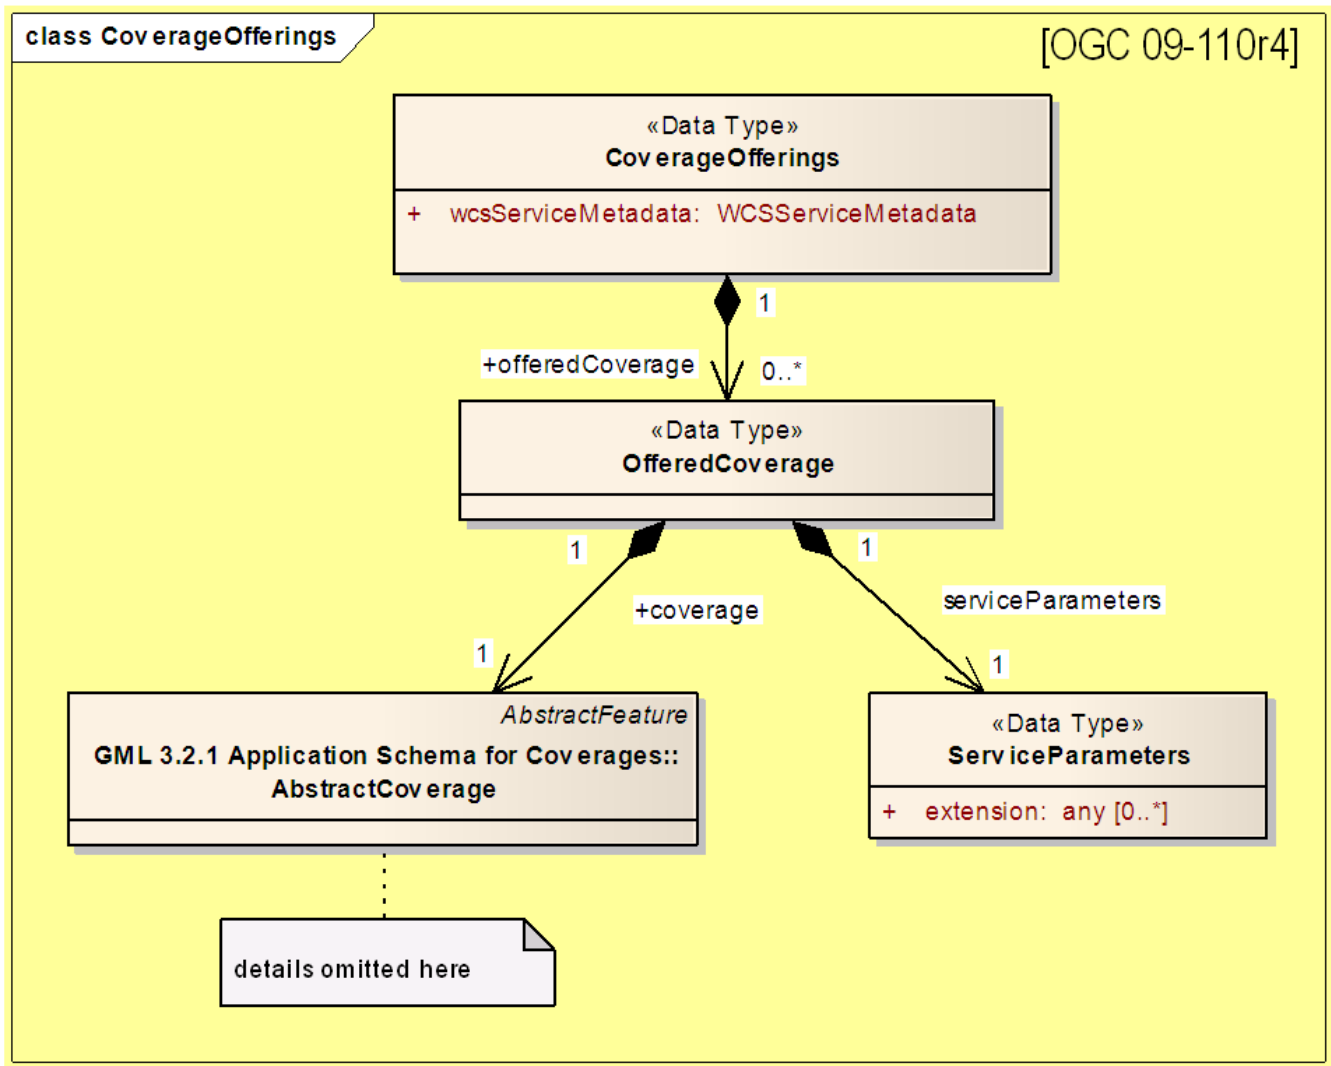 class CoverageOfferings
[OGC 09-110r4]
«Data Type»
CoverageOfferings
+ wcsServiceMetadata: WCSServiceMetadata
1
+offeredCoverage
0..*
«Data Type»
OfferedCoverage
1
1
+coverage
serviceParameters
1
1
AbstractFeature
GML 3.2.1 Application Schema for Coverages::
AbstractCoverage
«Data Type»
ServiceParameters
+ extension: any [0..*]
details omitted here